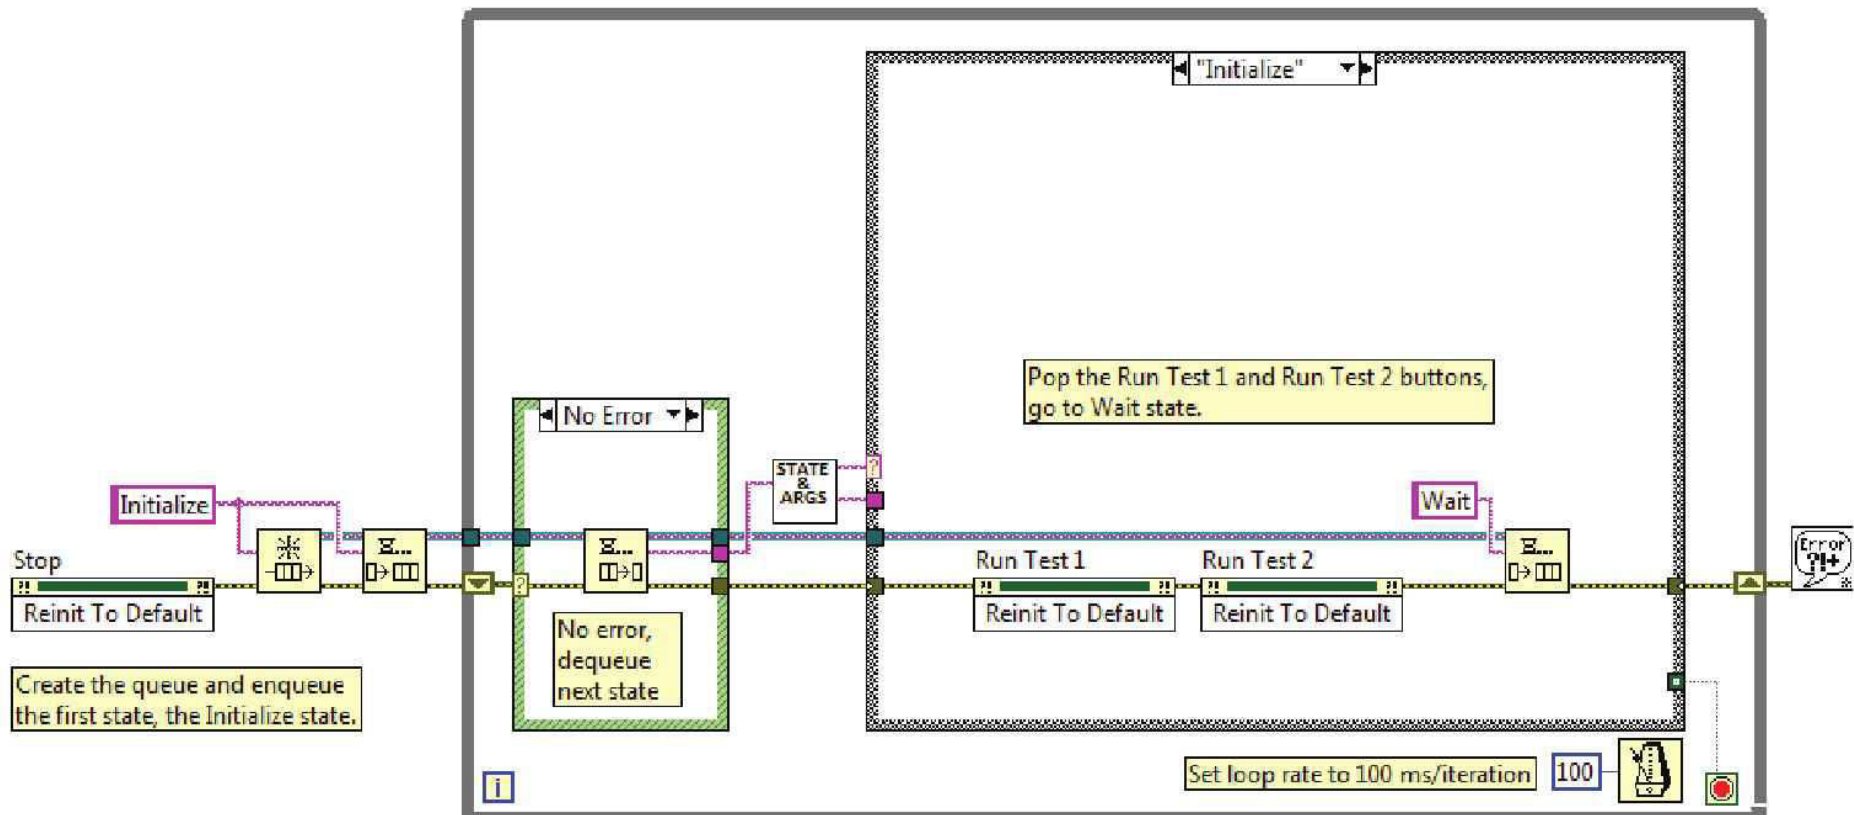 "Initialize"
Pop the Run Test 1 and Run Test 2 buttons,
go to Wait state.
No Error
STATE
&
ARGS
Initialize
Wait
Stop
Run Test 1
Run Test 2
Error
?!+
Reinit To Default
Reinit To Default
Reinit To Default
No error,
dequeue
next state
Create the queue and enqueue
the first state, the Initialize state.
Set loop rate to 100 ms/iteration
100
i